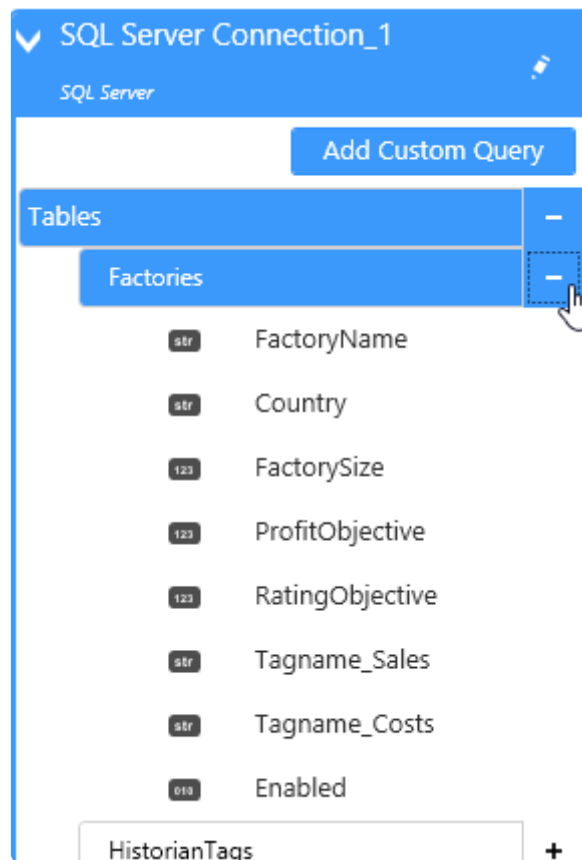 SQL Server Connection_1
SQL Server
Add Custom Query
Tables
Factories
str FactoryName
str Country
123 FactorySize
123 ProfitObjective
123 RatingObjective
str Tagname_Sales
str Tagname_Costs
010 Enabled
HistorianTags